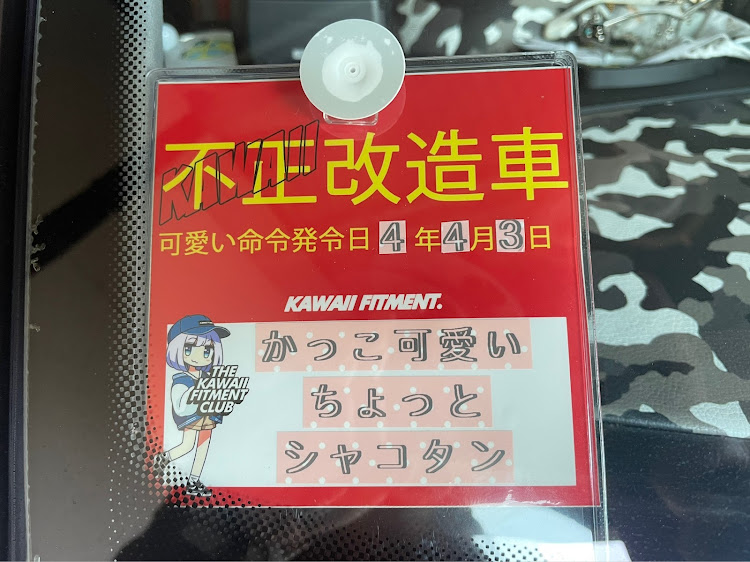 不正改造車
KAWAII
可愛い命令発令日 4 年 4 月 3 日
KAWAII FITMENT.
かっこ可愛い
ちょっと
シャコタン
THE
KAWAII
FITMENT
CLUB